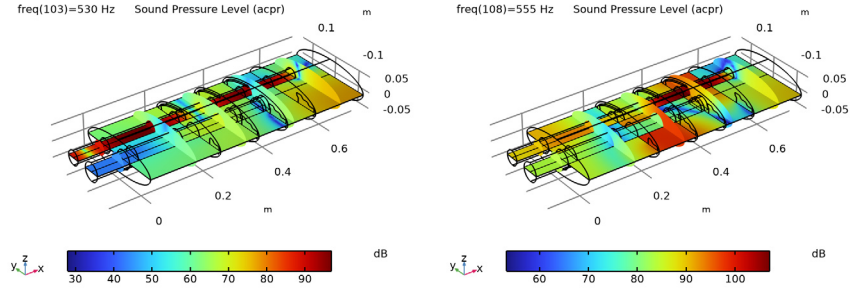 freq(103)=530 Hz Sound Pressure Level (acpr)
m
0.1
-0.1
0.05
0
-0.05
0.6
0.4
0.2
m
0
z
y x
dB
30 40 50 60 70 80 90
freq(108)=555 Hz Sound Pressure Level (acpr)
m
0.1
-0.1
0.05
0
-0.05
0.6
0.4
0.2
m
0
z
y x
dB
60 70 80 90 100